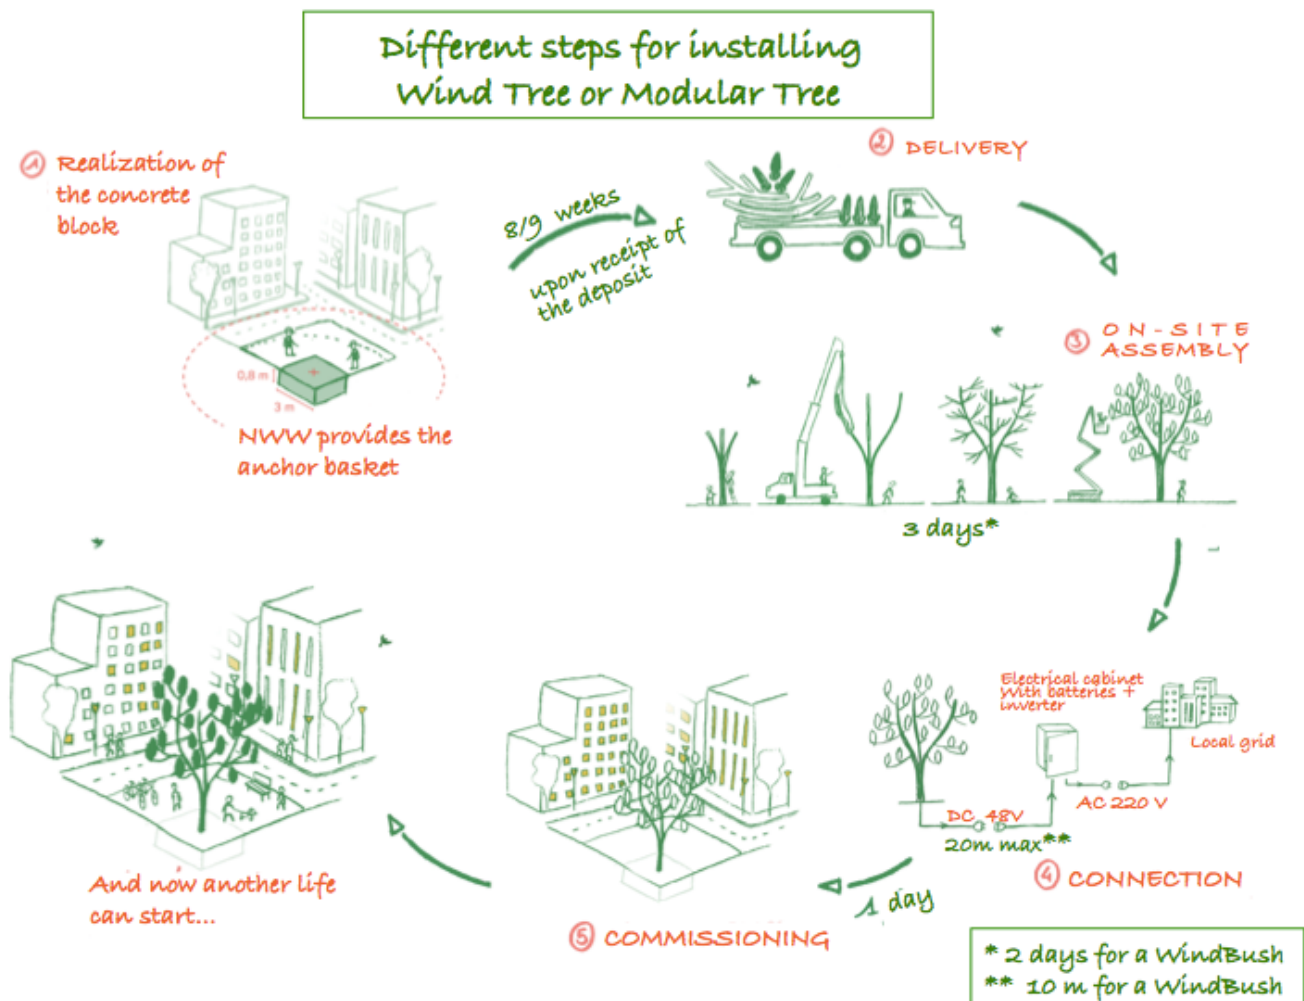 Different steps for installing
Wind Tree or Modular Tree
1 Realization of
the concrete
block
0,8 m
3 m
NWW provides the
anchor basket
8/9 weeks
upon receipt of
the deposit
2 DELIVERY
3 ON-SITE
ASSEMBLY
3 days*
Electrical cabinet
With batteries +
inverter
Local grid
AC 220 V
DC 48V
20m max**
4 CONNECTION
1 day
5 COMMISSIONING
And now another life
can start...
* 2 days for a WindBush
** 10 m for a WindBush